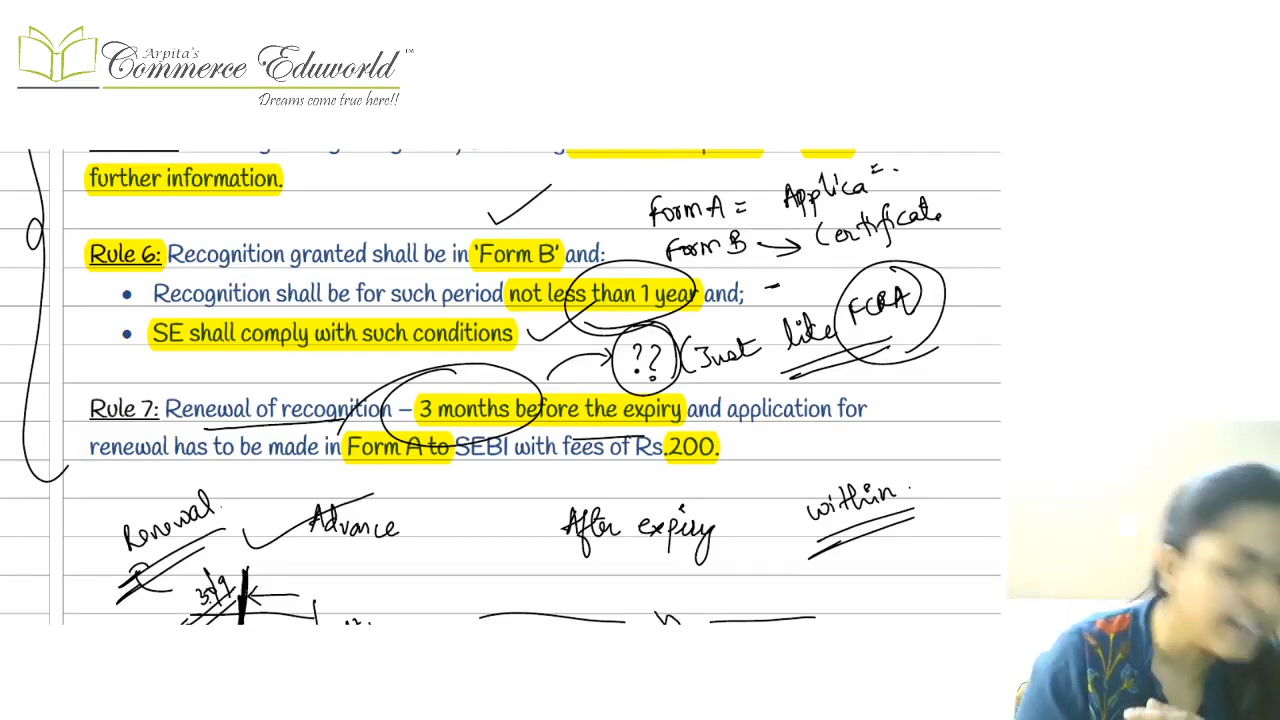 Arpita's
Commerce Eduworld™
Dreams come true here!!
further information.
Form A = Applica
Form B → Certificate
Rule 6: Recognition granted shall be in 'Form B' and:
• Recognition shall be for such period not less than 1 year and;
• SE shall comply with such conditions
?? (Just like FCRA)
Rule 7: Renewal of recognition – 3 months before the expiry and application for
renewal has to be made in Form A to SEBI with fees of Rs.200.
Renewal
Advance
After expiry
within